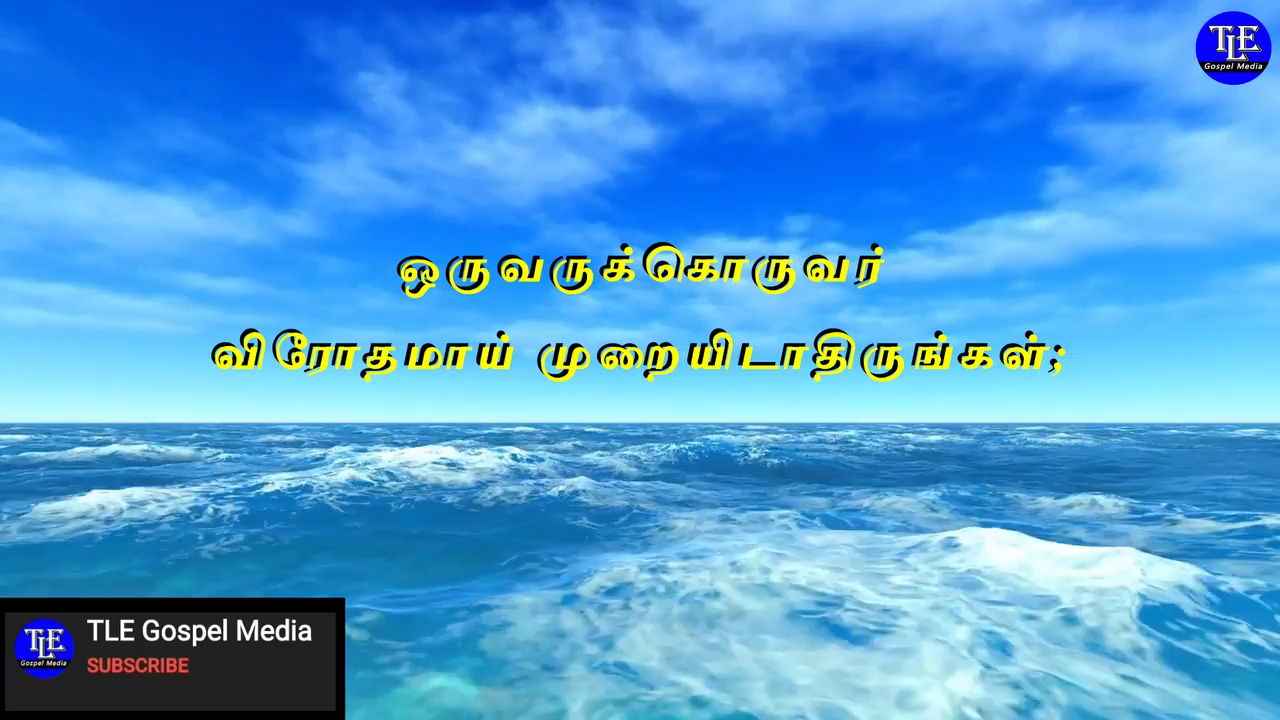 TLE
Gospel Media
ஒருவருக்கொருவர்
விரோதமாய் முறையிடாதிருங்கள்;
TLE
Gospel Media
TLE Gospel Media
SUBSCRIBE